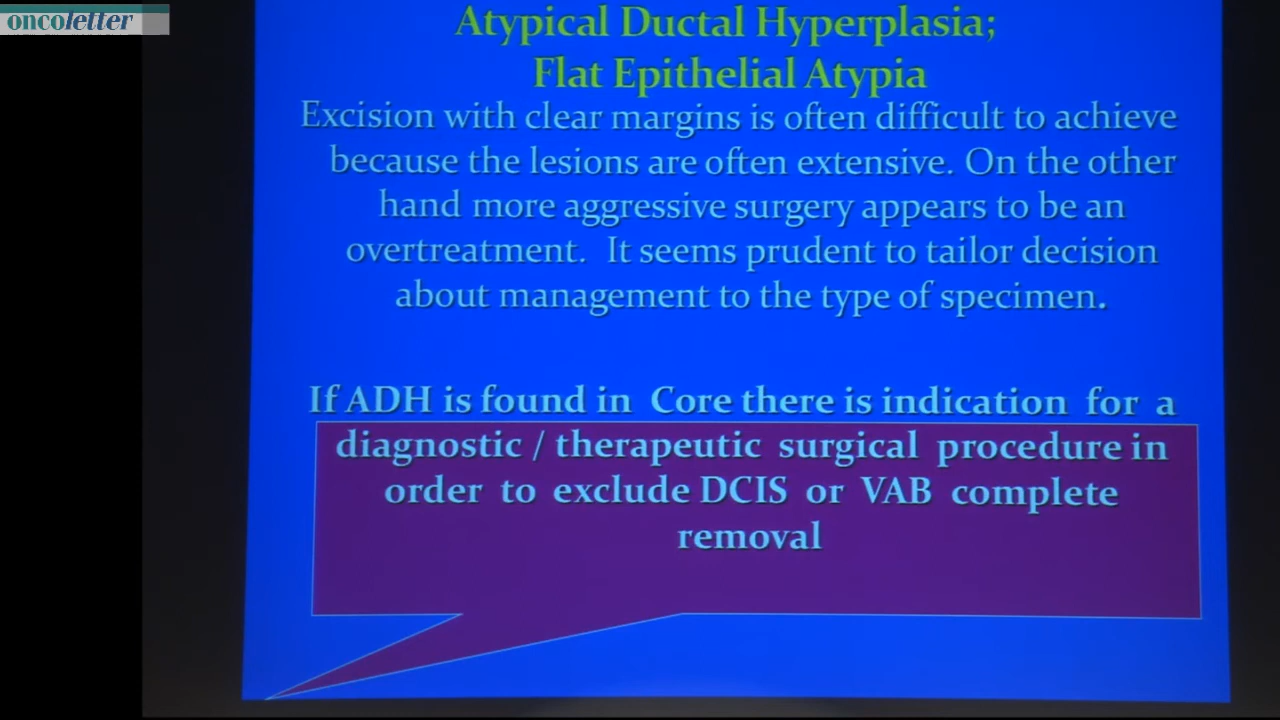 oncoletter
Atypical Ductal Hyperplasia;
Flat Epithelial Atypia
Excision with clear margins is often difficult to achieve
because the lesions are often extensive. On the other
hand more aggressive surgery appears to be an
overtreatment. It seems prudent to tailor decision
about management to the type of specimen.
If ADH is found in Core there is indication for a
diagnostic / therapeutic surgical procedure in
order to exclude DCIS or VAB complete
removal